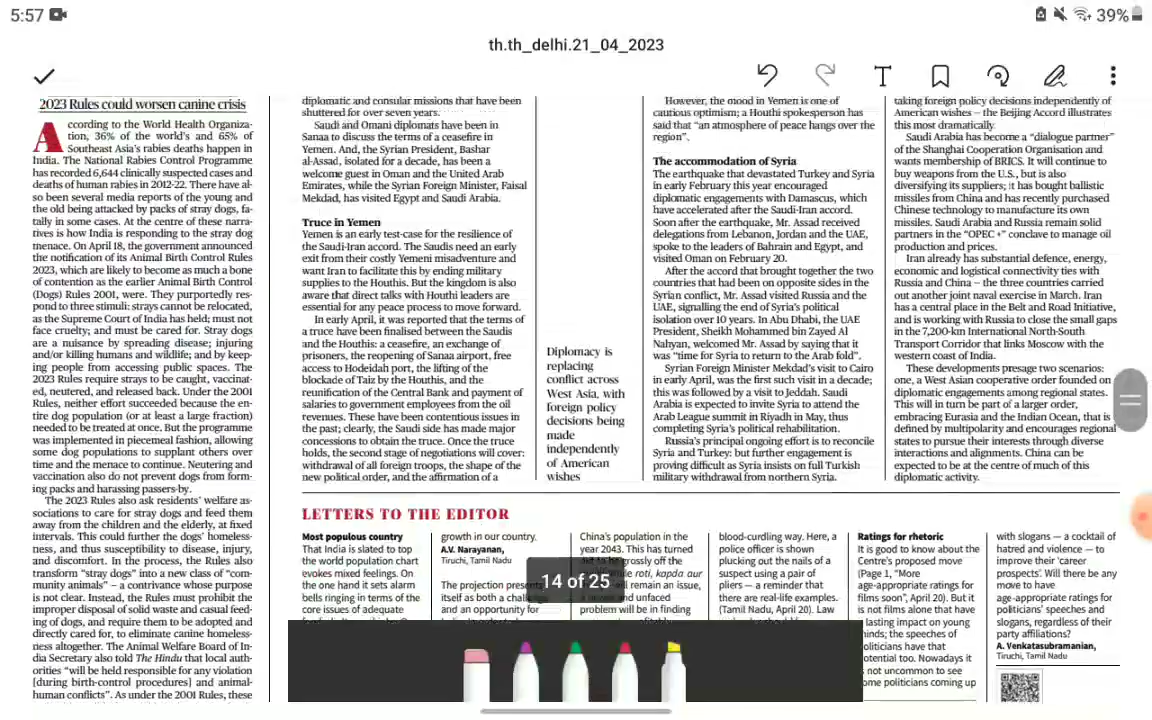 5:57
39%
th.th_delhi.21_04_2023
T
2023 Rules could worsen canine crisis
According to the World Health Organiza-
tion, 36% of the world's and 65% of
Southeast Asia's rabies deaths happen in
India. The National Rabies Control Programme
has recorded 6,644 clinically suspected cases and
deaths of human rabies in 2012-22. There have al-
so been several media reports of the young and
the old being attacked by packs of stray dogs, fa-
tally in some cases. At the centre of these narra-
tives is how India is responding to the stray dog
menace. On April 18, the government announced
the notification of its Animal Birth Control Rules
2023, which are likely to become as much a bone
of contention as the earlier Animal Birth Control
(Dogs) Rules 2001, were. They purportedly res-
pond to three stimuli: strays cannot be relocated,
as the Supreme Court of India has held; must not
face cruelty; and must be cared for. Stray dogs
are a nuisance by spreading disease; injuring
and/or killing humans and wildlife; and by keep-
ing people from accessing public spaces. The
2023 Rules require strays to be caught, vaccinat-
ed, neutered, and released back. Under the 2001
Rules, neither effort succeeded because the en-
tire dog population (or at least a large fraction)
needed to be treated at once. But the programme
was implemented in piecemeal fashion, allowing
some dog populations to supplant others over
time and the menace to continue. Neutering and
vaccination also do not prevent dogs from form-
ing packs and harassing passers-by.
The 2023 Rules also ask residents' welfare as-
sociations to care for stray dogs and feed them
away from the children and the elderly, at fixed
intervals. This could further the dogs' homeless-
ness, and thus susceptibility to disease, injury,
and discomfort. In the process, the Rules also
transform "stray dogs" into a new class of "com-
munity animals" – a contrivance whose purpose
is not clear. Instead, the Rules must prohibit the
improper disposal of solid waste and casual feed-
ing of dogs, and require them to be adopted and
directly cared for, to eliminate canine homeless-
ness altogether. The Animal Welfare Board of In-
dia Secretary also told The Hindu that local auth-
orities "will be held responsible for any violation
[during birth-control procedures] and animal-
human conflicts". As under the 2001 Rules, these
diplomatic and consular missions that have been
shuttered for over seven years.
Saudi and Omani diplomats have been in
Sanaa to discuss the terms of a ceasefire in
Yemen. And, the Syrian President, Bashar
al-Assad, isolated for a decade, has been a
welcome guest in Oman and the United Arab
Emirates, while the Syrian Foreign Minister, Faisal
Mekdad, has visited Egypt and Saudi Arabia.
Truce in Yemen
Yemen is an early test-case for the resilience of
the Saudi-Iran accord. The Saudis need an early
exit from their costly Yemeni misadventure and
want Iran to facilitate this by ending military
supplies to the Houthis. But the kingdom is also
aware that direct talks with Houthi leaders are
essential for any peace process to move forward.
In early April, it was reported that the terms of
a truce have been finalised between the Saudis
and the Houthis: a ceasefire, an exchange of
prisoners, the reopening of Sanaa airport, free
access to Hodeidah port, the lifting of the
blockade of Taiz by the Houthis, and the
reunification of the Central Bank and payment of
salaries to government employees from the oil
revenues. These have been contentious issues in
the past; clearly, the Saudi side has made major
concessions to obtain the truce. Once the truce
holds, the second stage of negotiations will cover:
withdrawal of all foreign troops, the shape of the
new political order, and the affirmation of a
Diplomacy is
replacing
conflict across
West Asia, with
foreign policy
decisions being
made
independently
of American
wishes
However, the mood in Yemen is one of
cautious optimism; a Houthi spokesperson has
said that "an atmosphere of peace hangs over the
region".
The accommodation of Syria
The earthquake that devastated Turkey and Syria
in early February this year encouraged
diplomatic engagements with Damascus, which
have accelerated after the Saudi-Iran accord.
Soon after the earthquake, Mr. Assad received
delegations from Lebanon, Jordan and the UAE,
spoke to the leaders of Bahrain and Egypt, and
visited Oman on February 20.
After the accord that brought together the two
countries that had been on opposite sides in the
Syrian conflict, Mr. Assad visited Russia and the
UAE, signalling the end of Syria's political
isolation over 10 years. In Abu Dhabi, the UAE
President, Sheikh Mohammed bin Zayed Al
Nahyan, welcomed Mr. Assad by saying that it
was "time for Syria to return to the Arab fold".
Syrian Foreign Minister Mekdad's visit to Cairo
in early April, was the first such visit in a decade;
this was followed by a visit to Jeddah. Saudi
Arabia is expected to invite Syria to attend the
Arab League summit in Riyadh in May, thus
completing Syria's political rehabilitation.
Russia's principal ongoing effort is to reconcile
Syria and Turkey: but further engagement is
proving difficult as Syria insists on full Turkish
military withdrawal from northern Syria.
taking foreign policy decisions independently of
American wishes – the Beijing Accord illustrates
this most dramatically.
Saudi Arabia has become a "dialogue partner"
of the Shanghai Cooperation Organisation and
wants membership of BRICS. It will continue to
buy weapons from the U.S., but is also
diversifying its suppliers; it has bought ballistic
missiles from China and has recently purchased
Chinese technology to manufacture its own
missiles. Saudi Arabia and Russia remain solid
partners in the "OPEC +" conclave to manage oil
production and prices.
Iran already has substantial defence, energy,
economic and logistical connectivity ties with
Russia and China – the three countries carried
out another joint naval exercise in March. Iran
has a central place in the Belt and Road Initiative,
and is working with Russia to close the small gaps
in the 7,200-km International North-South
Transport Corridor that links Moscow with the
western coast of India.
These developments presage two scenarios:
one, a West Asian cooperative order founded on
diplomatic engagements among regional states.
This will in turn be part of a larger order,
embracing Eurasia and the Indian Ocean, that is
defined by multipolarity and encourages regional
states to pursue their interests through diverse
interactions and alignments. China can be
expected to be at the centre of much of this
diplomatic activity.
LETTERS TO THE EDITOR
Most populous country
That India is slated to top
the world population chart
evokes mixed feelings. On
the one hand it sets alarm
bells ringing in terms of the
core issues of adequate
growth in our country.
A.V. Narayanan,
Tiruchi, Tamil Nadu
The projection presents
itself as both a challenge
and an opportunity for
China's population in the
year 2043. This has turned
grossly off the
roti, kapda aur
will remain an issue,
and unfaced
problem will be in finding
14 of 25
blood-curdling way. Here, a
police officer is shown
plucking out the nails of a
suspect using a pair of
pliers — a reminder that
there are real-life examples.
(Tamil Nadu, April 20). Law
Ratings for rhetoric
It is good to know about the
Centre's proposed move
(Page 1, "More
age-appropriate ratings for
films soon", April 20). But it
is not films alone that have
lasting impact on young
minds; the speeches of
politicians have that
potential too. Nowadays it
not uncommon to see
some politicians coming up
with slogans — a cocktail of
hatred and violence — to
improve their 'career
prospects'. Will there be any
move to have
age-appropriate ratings for
politicians' speeches and
slogans, regardless of their
party affiliations?
A. Venkatasubramanian,
Tiruchi, Tamil Nadu